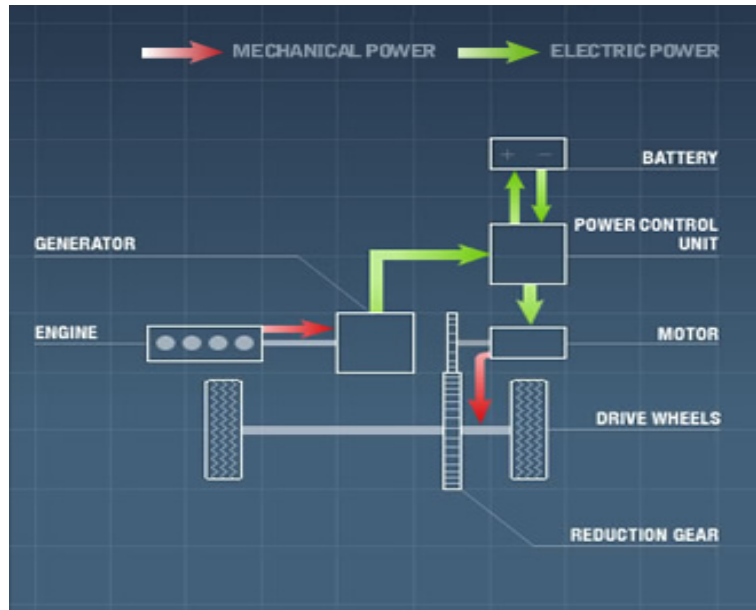 MECHANICAL POWER
ELECTRIC POWER
+ −
BATTERY
POWER CONTROL
UNIT
GENERATOR
ENGINE
MOTOR
DRIVE WHEELS
REDUCTION GEAR